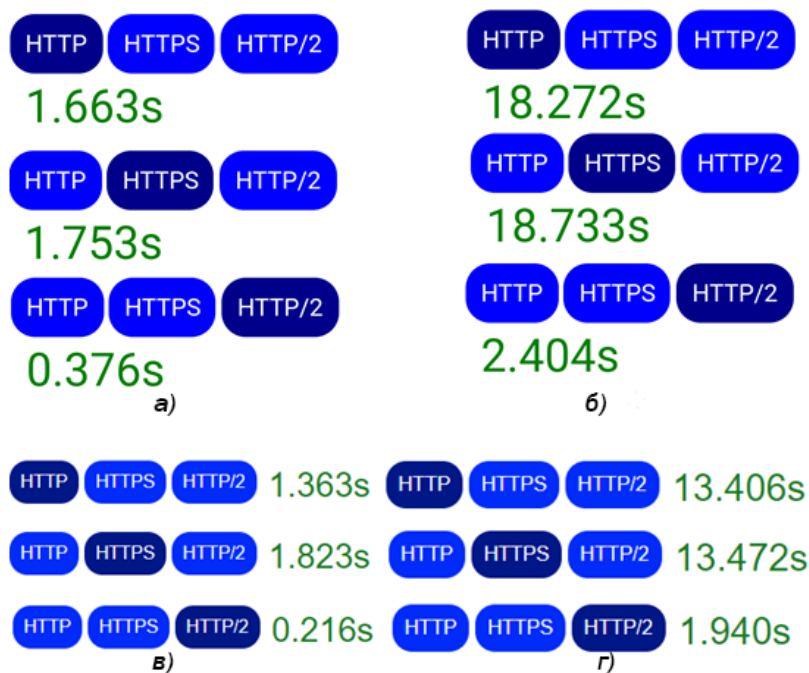 HTTP HTTPS HTTP/2
1.663s
HTTP HTTPS HTTP/2
1.753s
HTTP HTTPS HTTP/2
0.376s
а)
HTTP HTTPS HTTP/2
18.272s
HTTP HTTPS HTTP/2
18.733s
HTTP HTTPS HTTP/2
2.404s
б)
HTTP HTTPS HTTP/2 1.363s
HTTP HTTPS HTTP/2 1.823s
HTTP HTTPS HTTP/2 0.216s
в)
HTTP HTTPS HTTP/2 13.406s
HTTP HTTPS HTTP/2 13.472s
HTTP HTTPS HTTP/2 1.940s
г)